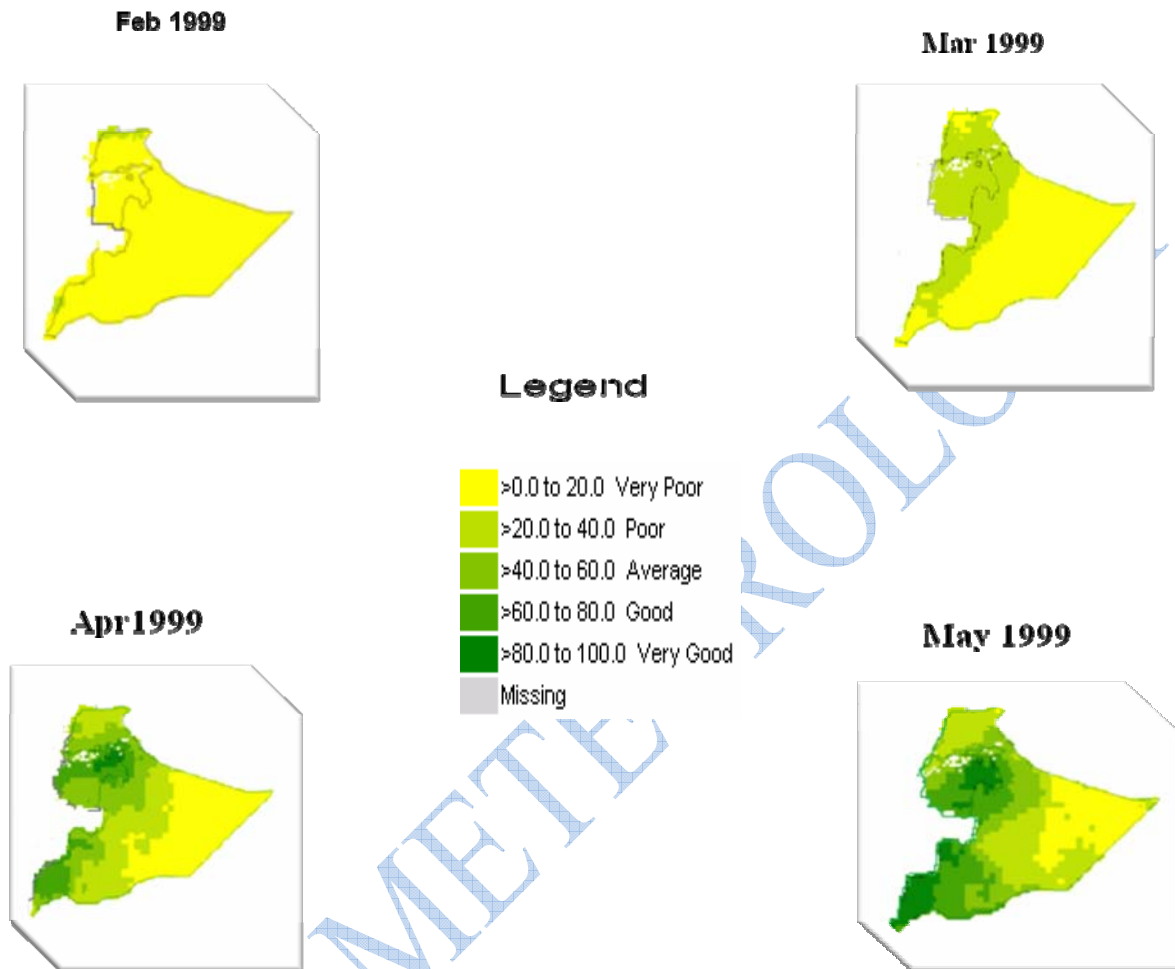 Feb 1999
Mar 1999
Legend
>0.0 to 20.0 Very Poor
>20.0 to 40.0 Poor
>40.0 to 60.0 Average
>60.0 to 80.0 Good
>80.0 to 100.0 Very Good
Missing
Apr1999
May 1999
METE
ROLO